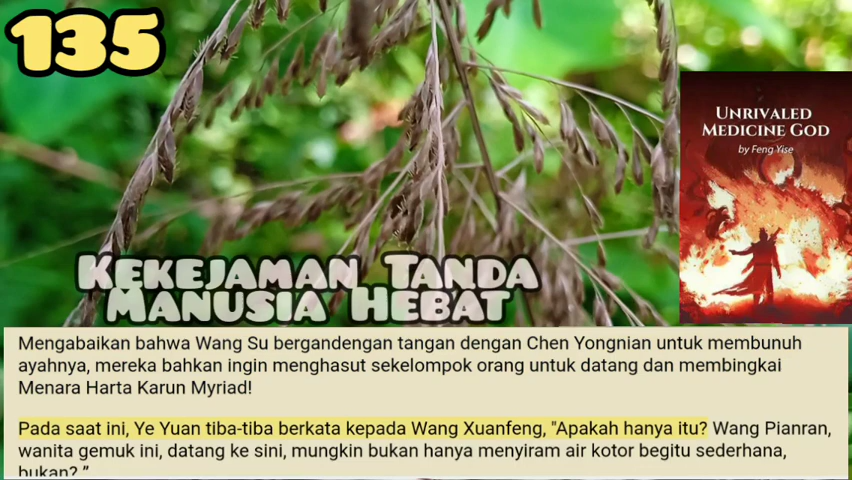 135
UNRIVALED
MEDICINE GOD
by Feng Yise
KEKEJAMAN TANDA
MANUSIA HEBAT
Mengabaikan bahwa Wang Su bergandengan tangan dengan Chen Yongnian untuk membunuh
ayahnya, mereka bahkan ingin menghasut sekelompok orang untuk datang dan membingkai
Menara Harta Karun Myriad!
Pada saat ini, Ye Yuan tiba-tiba berkata kepada Wang Xuanfeng, "Apakah hanya itu? Wang Pianran,
wanita gemuk ini, datang ke sini, mungkin bukan hanya menyiram air kotor begitu sederhana,
bukan? ”